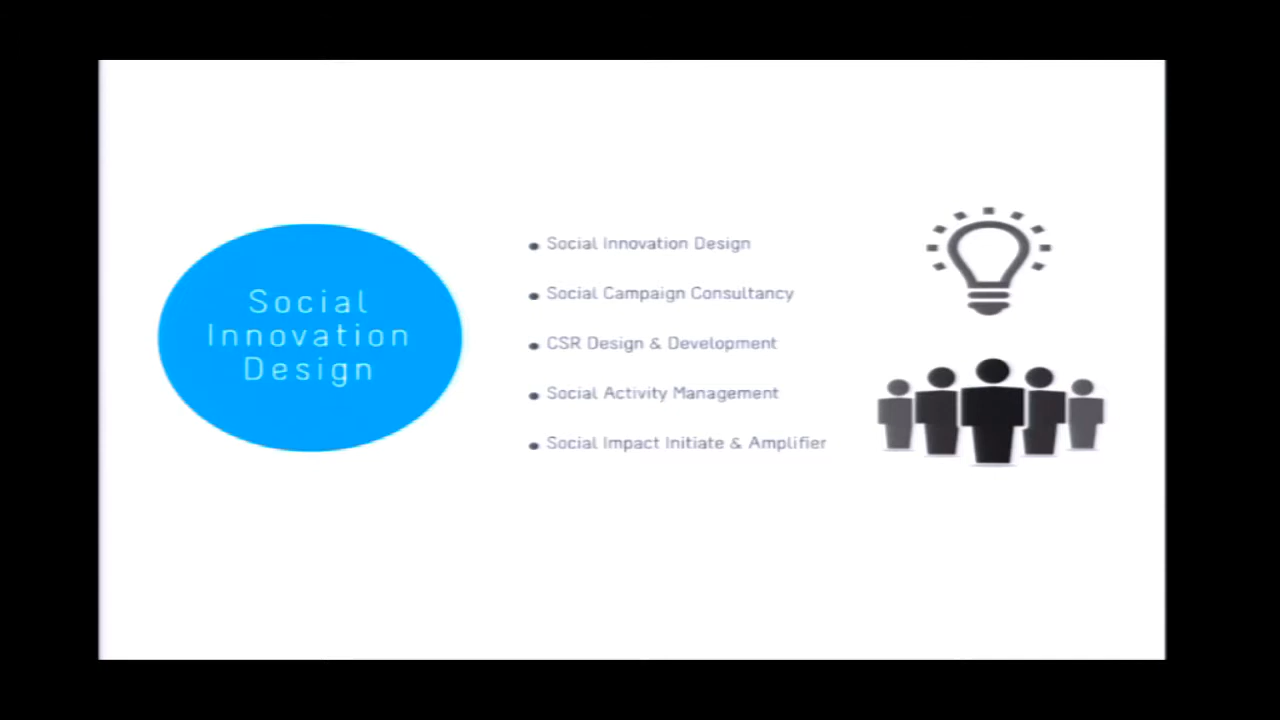 Social
Innovation
Design
Social Innovation Design
Social Campaign Consultancy
CSR Design & Development
Social Activity Management
Social Impact Initiate & Amplifier